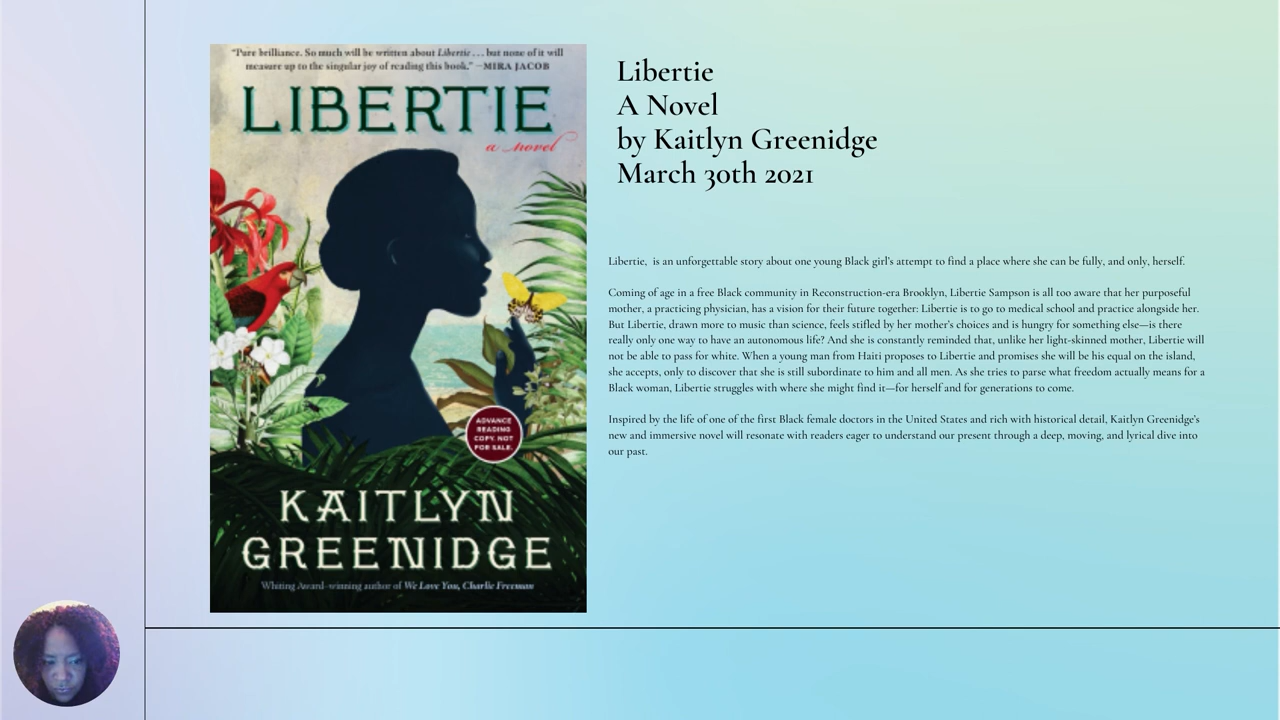 “Pure brilliance. So much will be written about Libertie . . . but none of it will
measure up to the singular joy of reading this book.” —MIRA JACOB
LIBERTIE
a novel
ADVANCE
READING
COPY. NOT
FOR SALE.
KAITLYN
GREENIDGE
Whiting Award–winning author of We Love You, Charlie Freeman
Libertie
A Novel
by Kaitlyn Greenidge
March 30th 2021
Libertie,  is an unforgettable story about one young Black girl’s attempt to find a place where she can be fully, and only, herself.
Coming of age in a free Black community in Reconstruction-era Brooklyn, Libertie Sampson is all too aware that her purposeful
mother, a practicing physician, has a vision for their future together: Libertie is to go to medical school and practice alongside her.
But Libertie, drawn more to music than science, feels stifled by her mother’s choices and is hungry for something else—is there
really only one way to have an autonomous life? And she is constantly reminded that, unlike her light-skinned mother, Libertie will
not be able to pass for white. When a young man from Haiti proposes to Libertie and promises she will be his equal on the island,
she accepts, only to discover that she is still subordinate to him and all men. As she tries to parse what freedom actually means for a
Black woman, Libertie struggles with where she might find it—for herself and for generations to come.
Inspired by the life of one of the first Black female doctors in the United States and rich with historical detail, Kaitlyn Greenidge’s
new and immersive novel will resonate with readers eager to understand our present through a deep, moving, and lyrical dive into
our past.